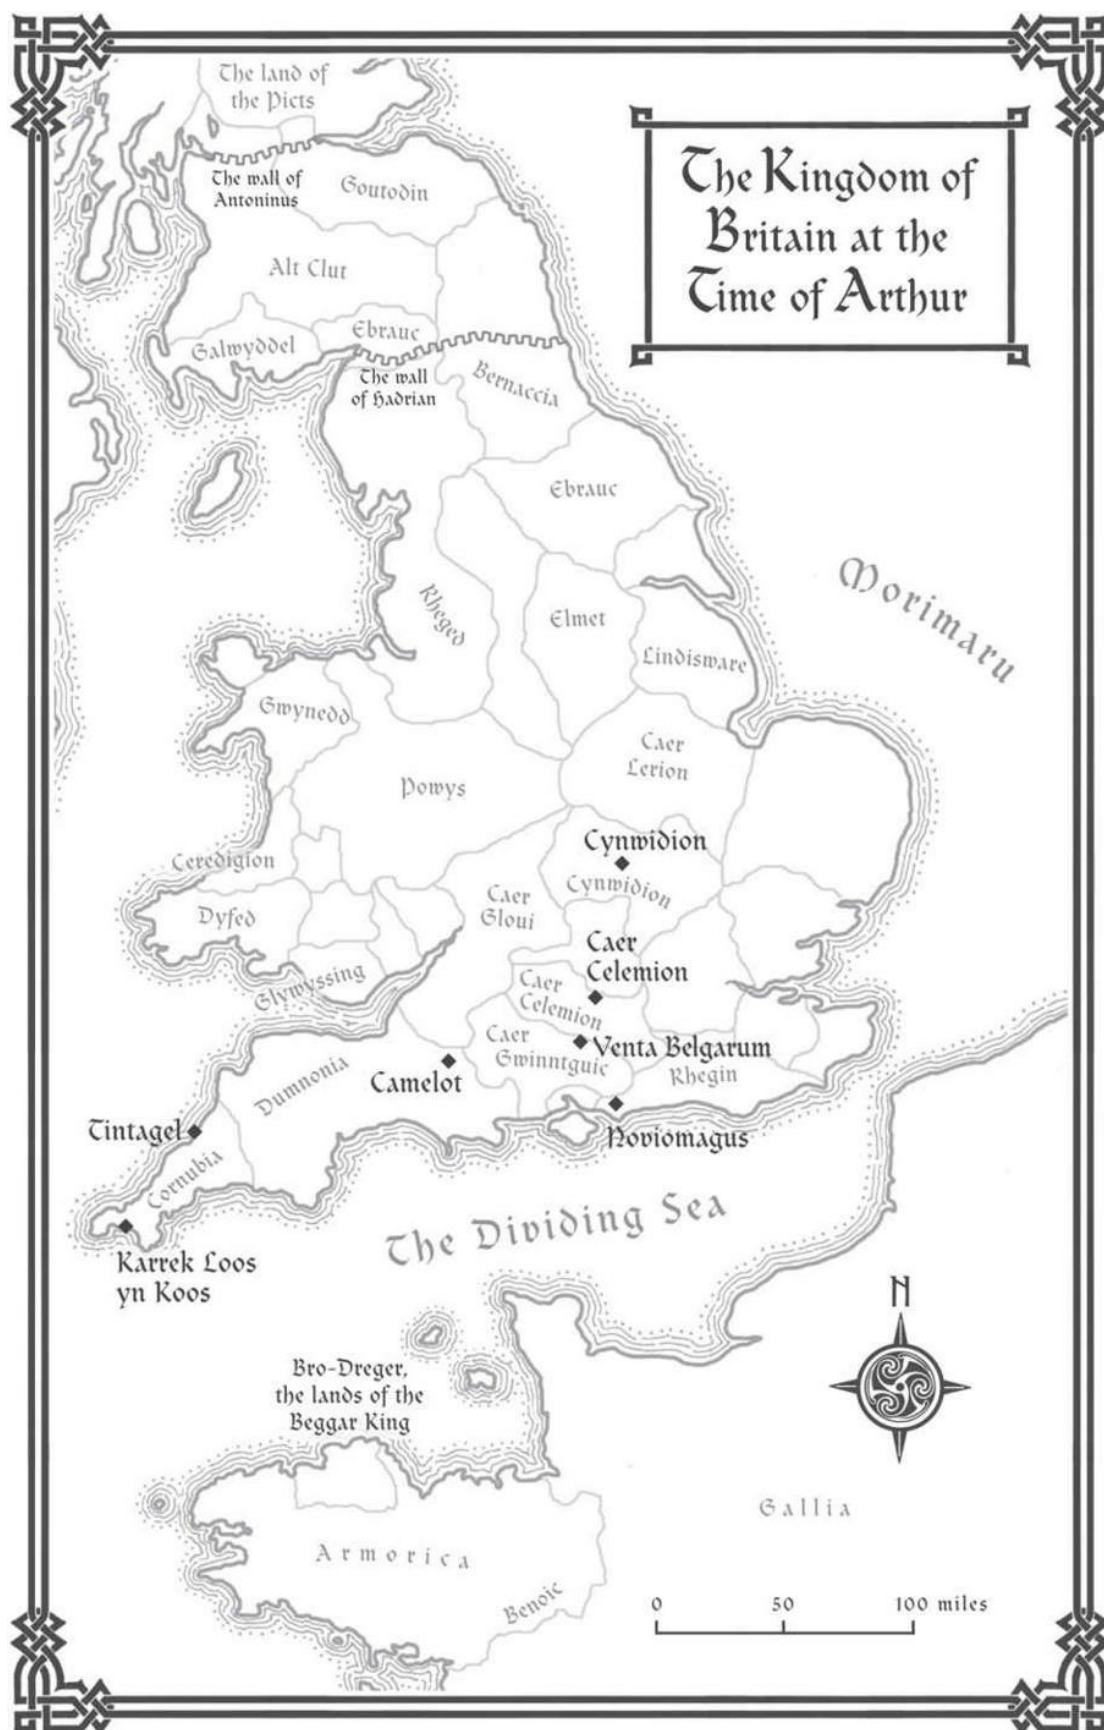 The land of
the Picts
The Kingdom of
Britain at the
Time of Arthur
The wall of
Antoninus
Goutodin
Alt Clut
Ebrauc
Galwyddel
The wall
of Hadrian
Bernaccia
Ebrauc
Morimaru
Rheged
Elmet
Lindisware
Gwynedd
Caer
Lerion
Powys
Cynwidion
Ceredigion
Cynwidion
Caer
Gloui
Dyfed
Caer
Celemion
Glywyssing
Caer
Celemion
Caer
Gwinntguic
Venta Belgarum
Rhegin
Dumnonia
Camelot
Tintagel
Noviomagus
Cornubia
The Dividing Sea
Karrek Loos
yn Koos
N
Bro-Dreger,
the lands of the
Beggar King
Gallia
Armorica
Benoic
0 50 100 miles